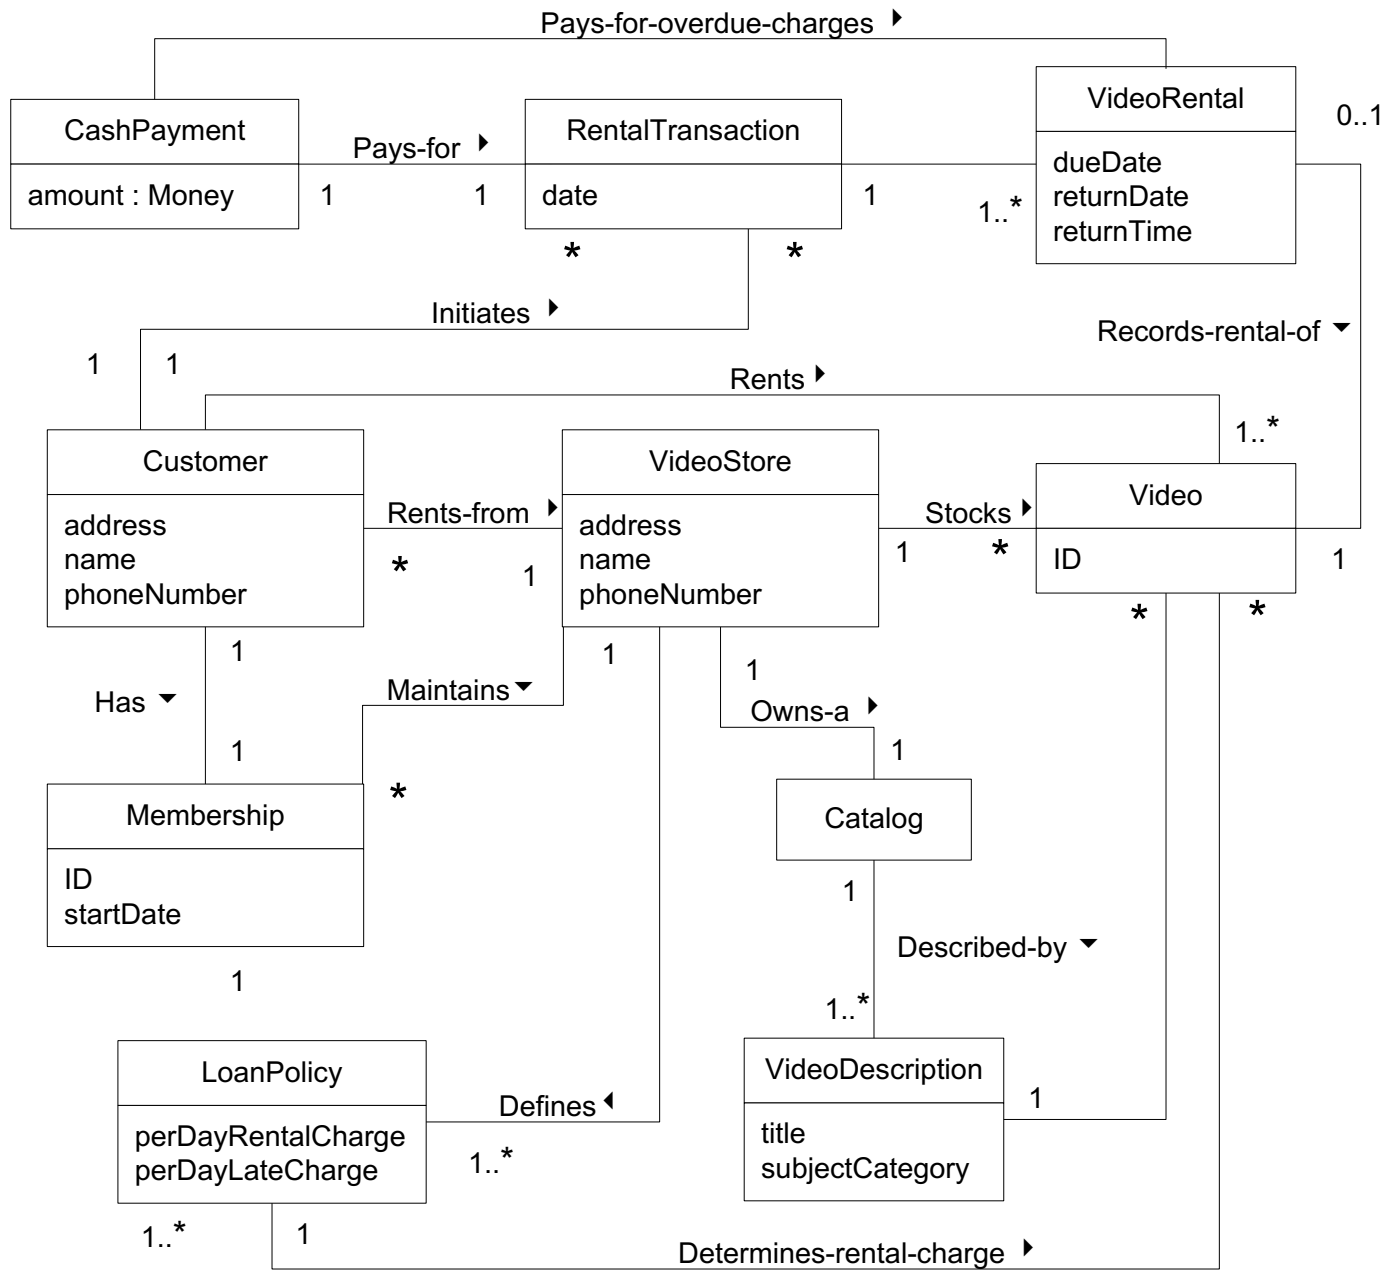 Pays-for-overdue-charges
CashPayment
amount : Money
Pays-for
1
1
RentalTransaction
date
1
1..*
VideoRental
dueDate
returnDate
returnTime
0..1
*
*
Initiates
1
1
Records-rental-of
Rents
1..*
Customer
address
name
phoneNumber
Rents-from
*
1
VideoStore
address
name
phoneNumber
Stocks
1
*
Video
ID
1
*
*
1
Has
1
Maintains
*
1
1
Owns-a
1
Membership
ID
startDate
1
Catalog
1
Described-by
1..*
LoanPolicy
perDayRentalCharge
perDayLateCharge
Defines
1..*
VideoDescription
title
subjectCategory
1
1..*
1
Determines-rental-charge